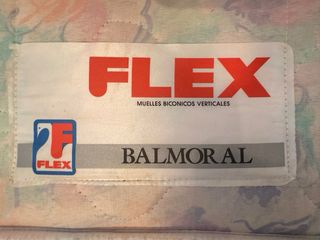 FLEX
MUELLES BICONICOS VERTICALES
FLEX
BALMORAL